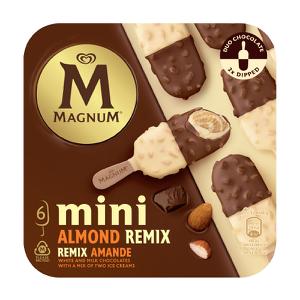 M
MAGNUM
DUO CHOCOLATE
2x DIPPED
6
mini
ALMOND REMIX
REMIX AMANDE
WHITE AND MILK CHOCOLATES
WITH A MIX OF TWO ICE CREAMS
MAGNUM